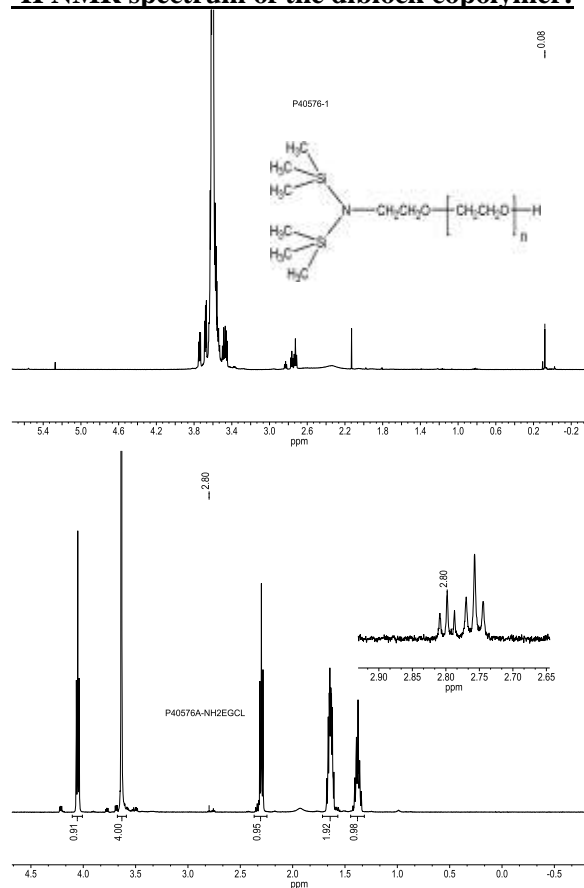 ¹H NMR spectrum of the diblock copolymer:
0.08
P40576-1
H₃C
H₃C Si
H₃C
N—CH₂CH₂O—[CH₂CH₂O]—H
n
H₃C
H₃C Si
H₃C
5.4 4.6 4.2 3.8 3.4 3.0 2.6 2.2 1.8 1.4 1.0 0.6 0.2 -0.2
ppm
2.80
2.80
2.90 2.85 2.80 2.75 2.70 2.65
ppm
P40576A-NH2EGCL
0.91 4.00 0.95 1.92 0.98
4.5 4.0 3.5 3.0 2.5 2.0 1.5 1.0 0.5 0.0 -0.5
ppm